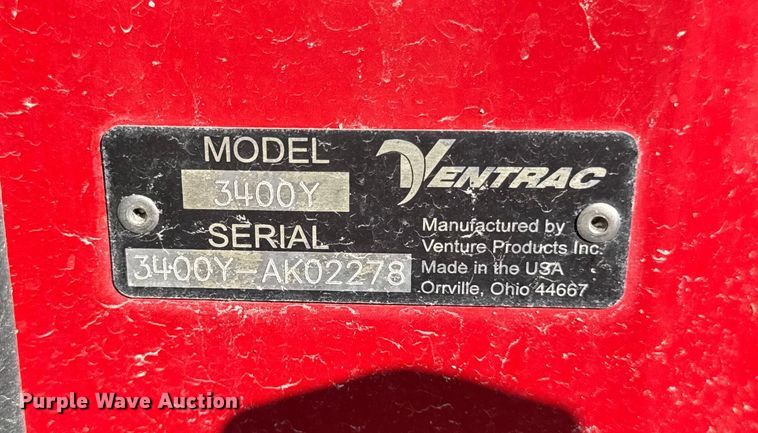 MODEL
3400Y
SERIAL
3400Y-AK02278
VENTRAC
Manufactured by
Venture Products Inc.
Made in the USA
Orrville, Ohio 44667
Purple Wave Auction